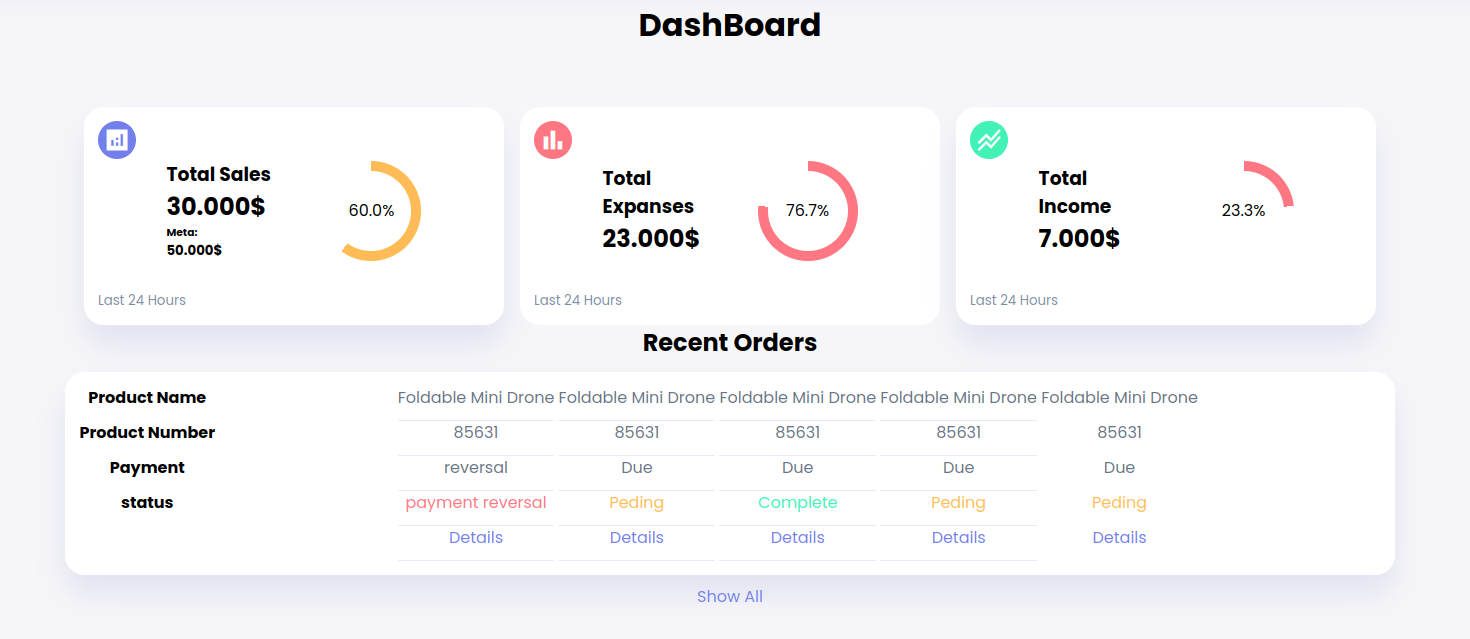 DashBoard
Total Sales
30.000$
Meta:
50.000$
60.0%
Last 24 Hours
Total
Expanses
23.000$
76.7%
Last 24 Hours
Total
Income
7.000$
23.3%
Last 24 Hours
Recent Orders
Product Name Foldable Mini Drone Foldable Mini Drone Foldable Mini Drone Foldable Mini Drone Foldable Mini Drone
Product Number 85631 85631 85631 85631 85631
Payment reversal Due Due Due Due
status payment reversal Peding Complete Peding Peding
Details Details Details Details Details
Show All